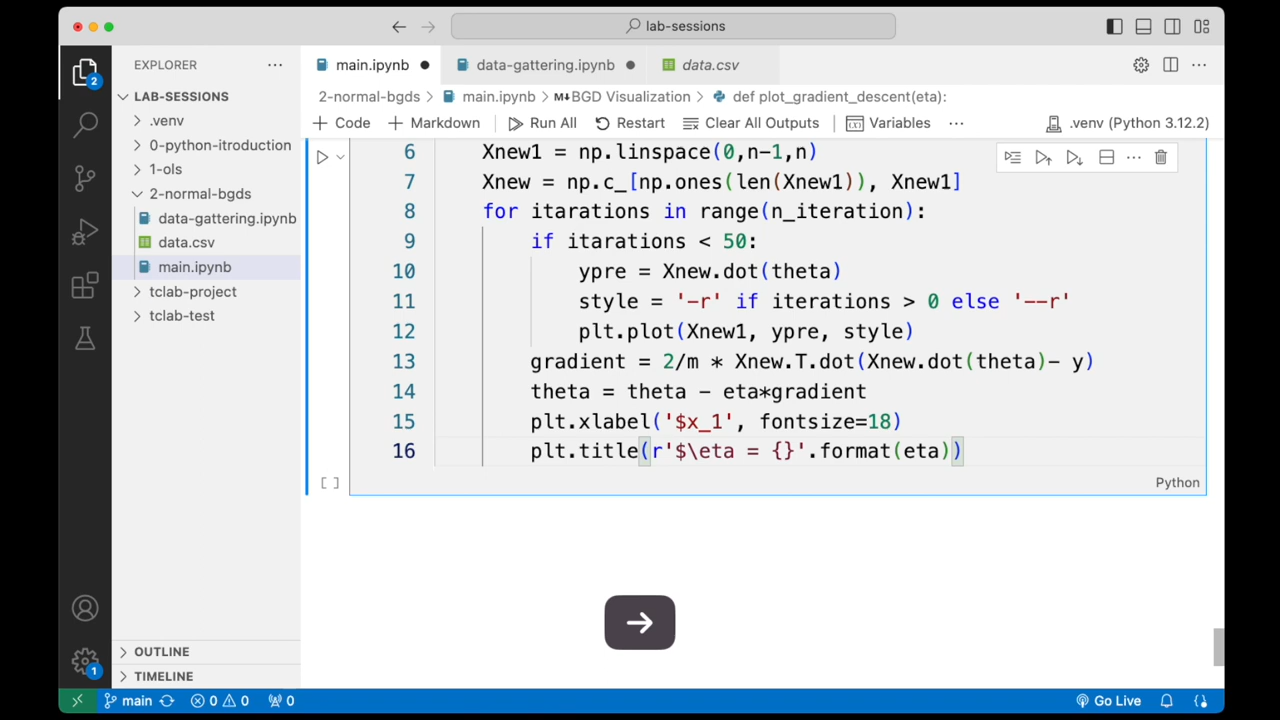 lab-sessions
2
EXPLORER
LAB-SESSIONS
.venv
0-python-itroduction
1-ols
2-normal-bgds
data-gattering.ipynb
data.csv
main.ipynb
tclab-project
tclab-test
OUTLINE
TIMELINE
main.ipynb
data-gattering.ipynb
data.csv
2-normal-bgds > main.ipynb > M↓BGD Visualization > def plot_gradient_descent(eta):
+ Code + Markdown Run All Restart Clear All Outputs Variables ... .venv (Python 3.12.2)
6 Xnew1 = np.linspace(0,n-1,n)
7 Xnew = np.c_[np.ones(len(Xnew1)), Xnew1]
8 for itarations in range(n_iteration):
9 if itarations < 50:
10 ypre = Xnew.dot(theta)
11 style = '-r' if iterations > 0 else '--r'
12 plt.plot(Xnew1, ypre, style)
13 gradient = 2/m * Xnew.T.dot(Xnew.dot(theta)- y)
14 theta = theta - eta*gradient
15 plt.xlabel('$x_1', fontsize=18)
16 plt.title(r'$\eta = {}'.format(eta))
[ ]
Python
1
main 0 0 0
Go Live